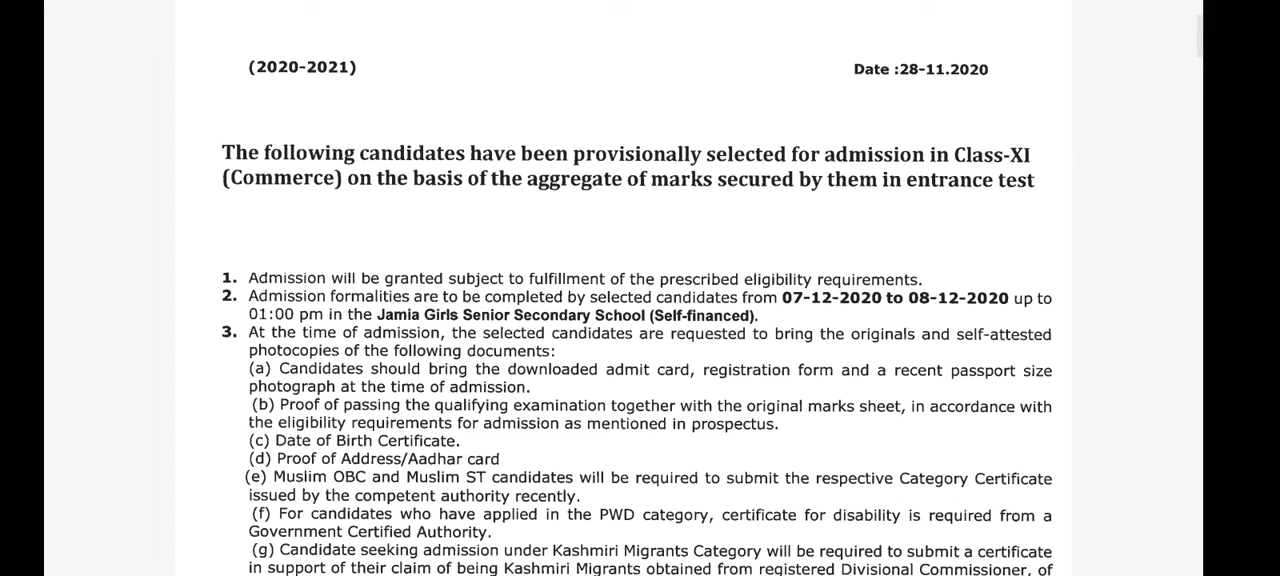 (2020-2021) Date :28-11.2020
The following candidates have been provisionally selected for admission in Class-XI
(Commerce) on the basis of the aggregate of marks secured by them in entrance test
1. Admission will be granted subject to fulfillment of the prescribed eligibility requirements.
2. Admission formalities are to be completed by selected candidates from 07-12-2020 to 08-12-2020 up to
01:00 pm in the Jamia Girls Senior Secondary School (Self-financed).
3. At the time of admission, the selected candidates are requested to bring the originals and self-attested
photocopies of the following documents:
(a) Candidates should bring the downloaded admit card, registration form and a recent passport size
photograph at the time of admission.
(b) Proof of passing the qualifying examination together with the original marks sheet, in accordance with
the eligibility requirements for admission as mentioned in prospectus.
(c) Date of Birth Certificate.
(d) Proof of Address/Aadhar card
(e) Muslim OBC and Muslim ST candidates will be required to submit the respective Category Certificate
issued by the competent authority recently.
(f) For candidates who have applied in the PWD category, certificate for disability is required from a
Government Certified Authority.
(g) Candidate seeking admission under Kashmiri Migrants Category will be required to submit a certificate
in support of their claim of being Kashmiri Migrants obtained from registered Divisional Commissioner, of